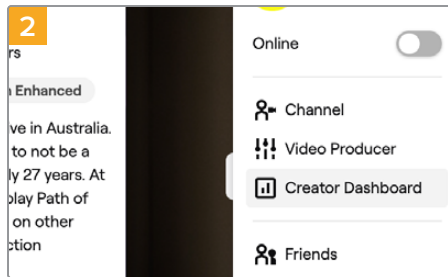 2
rs
Enhanced
ve in Australia.
to not be a
ly 27 years. At
play Path of
on other
ction
Online
Channel
Video Producer
Creator Dashboard
Friends